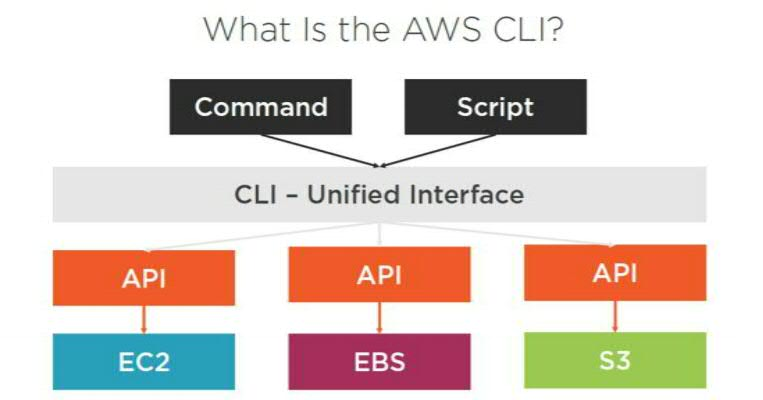 What Is the AWS CLI?
Command
Script
CLI – Unified Interface
API
API
API
EC2
EBS
S3